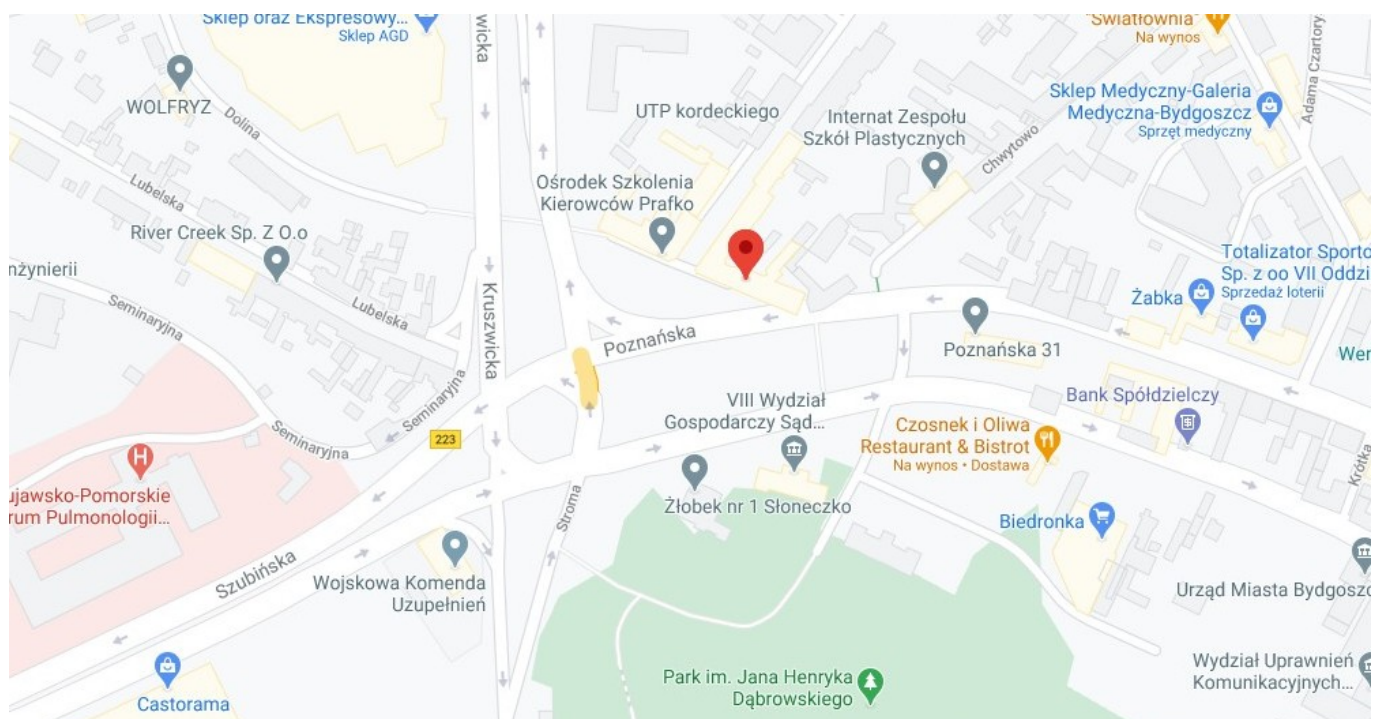 Sklep oraz Ekspresowy...
Sklep AGD
wicka
"Światłownia"
Na wynos
WOLFRYZ
Dolina
UTP kordeckiego
Internat Zespołu
Szkół Plastycznych
Sklep Medyczny-Galeria
Medyczna-Bydgoszcz
Sprzęt medyczny
Adama Czartory
Chwytowo
Lubelska
Ośrodek Szkolenia
Kierowców Prafko
River Creek Sp. Z O.o
nżynierii
Seminaryjna
Lubelska
Kruszwicka
Totalizator Sporto
Sp. z oo VII Oddzi
Sprzedaż loterii
Żabka
Poznańska
Poznańska 31
Wer
Seminaryjna
Bank Spółdzielczy
VIII Wydział
Gospodarczy Sąd...
Czosnek i Oliwa
Restaurant & Bistrot
Na wynos • Dostawa
223
Seminaryjna
H
ujawsko-Pomorskie
rum Pulmonologii...
Krótka
Żłobek nr 1 Słoneczko
Stroma
Biedronka
Szubińska
Wojskowa Komenda
Uzupełnień
Urząd Miasta Bydgoszc
Park im. Jana Henryka
Dąbrowskiego
Wydział Uprawnień
Komunikacyjnych...
Castorama